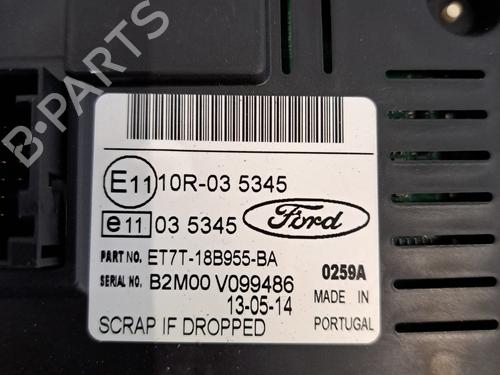 B-PARTS
E11 10R-03 5345
e11 03 5345 Ford
PART NO. ET7T-18B955-BA
SERIAL NO. B2M00 V099486 0259A
13-05-14 MADE IN
SCRAP IF DROPPED PORTUGAL